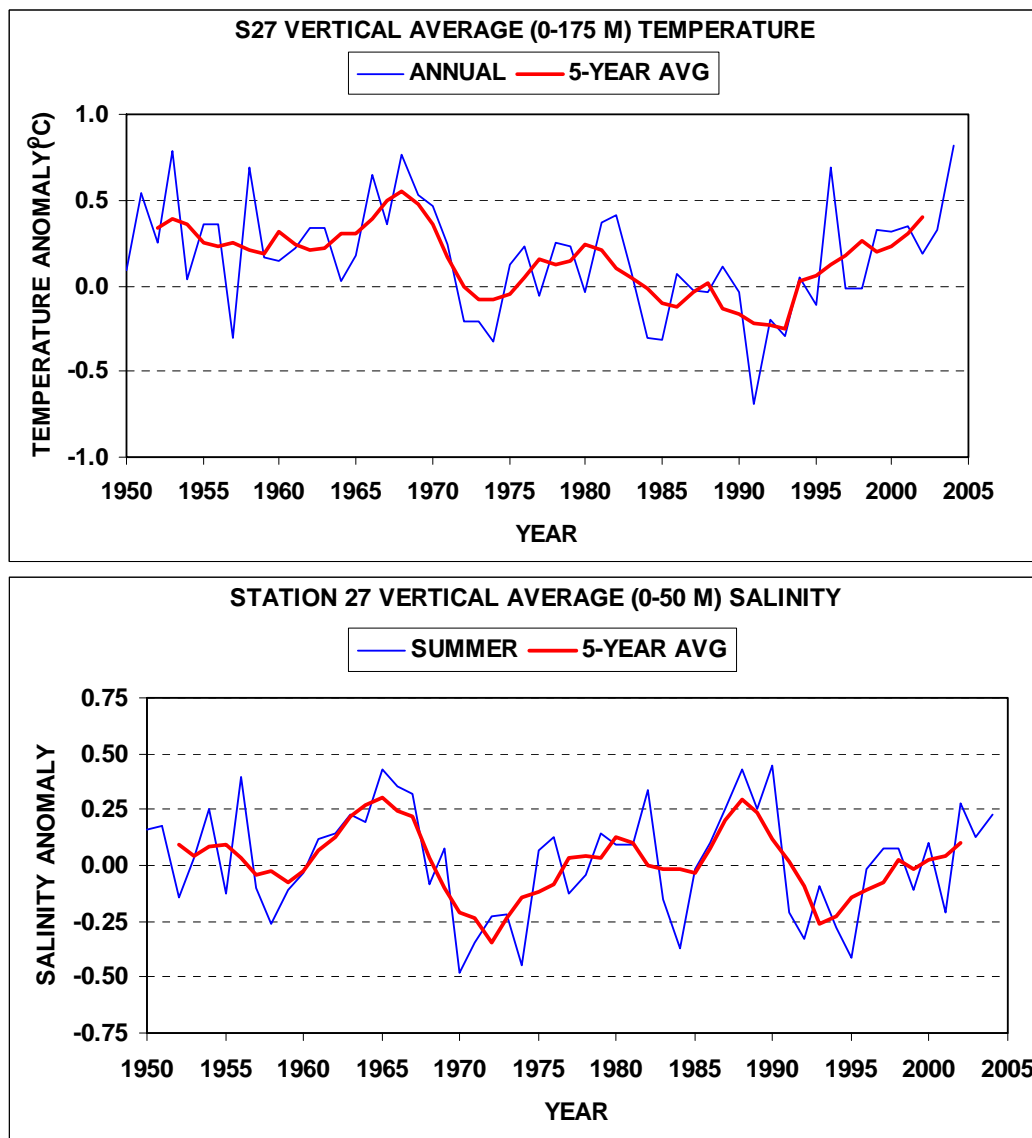 S27 VERTICAL AVERAGE (0-175 M) TEMPERATURE
ANNUAL 5-YEAR AVG
TEMPERATURE ANOMALY(ºC)
1.0
0.5
0.0
-0.5
-1.0
1950 1955 1960 1965 1970 1975 1980 1985 1990 1995 2000 2005
YEAR
STATION 27 VERTICAL AVERAGE (0-50 M) SALINITY
SUMMER 5-YEAR AVG
SALINITY ANOMALY
0.75
0.50
0.25
0.00
-0.25
-0.50
-0.75
1950 1955 1960 1965 1970 1975 1980 1985 1990 1995 2000 2005
YEAR